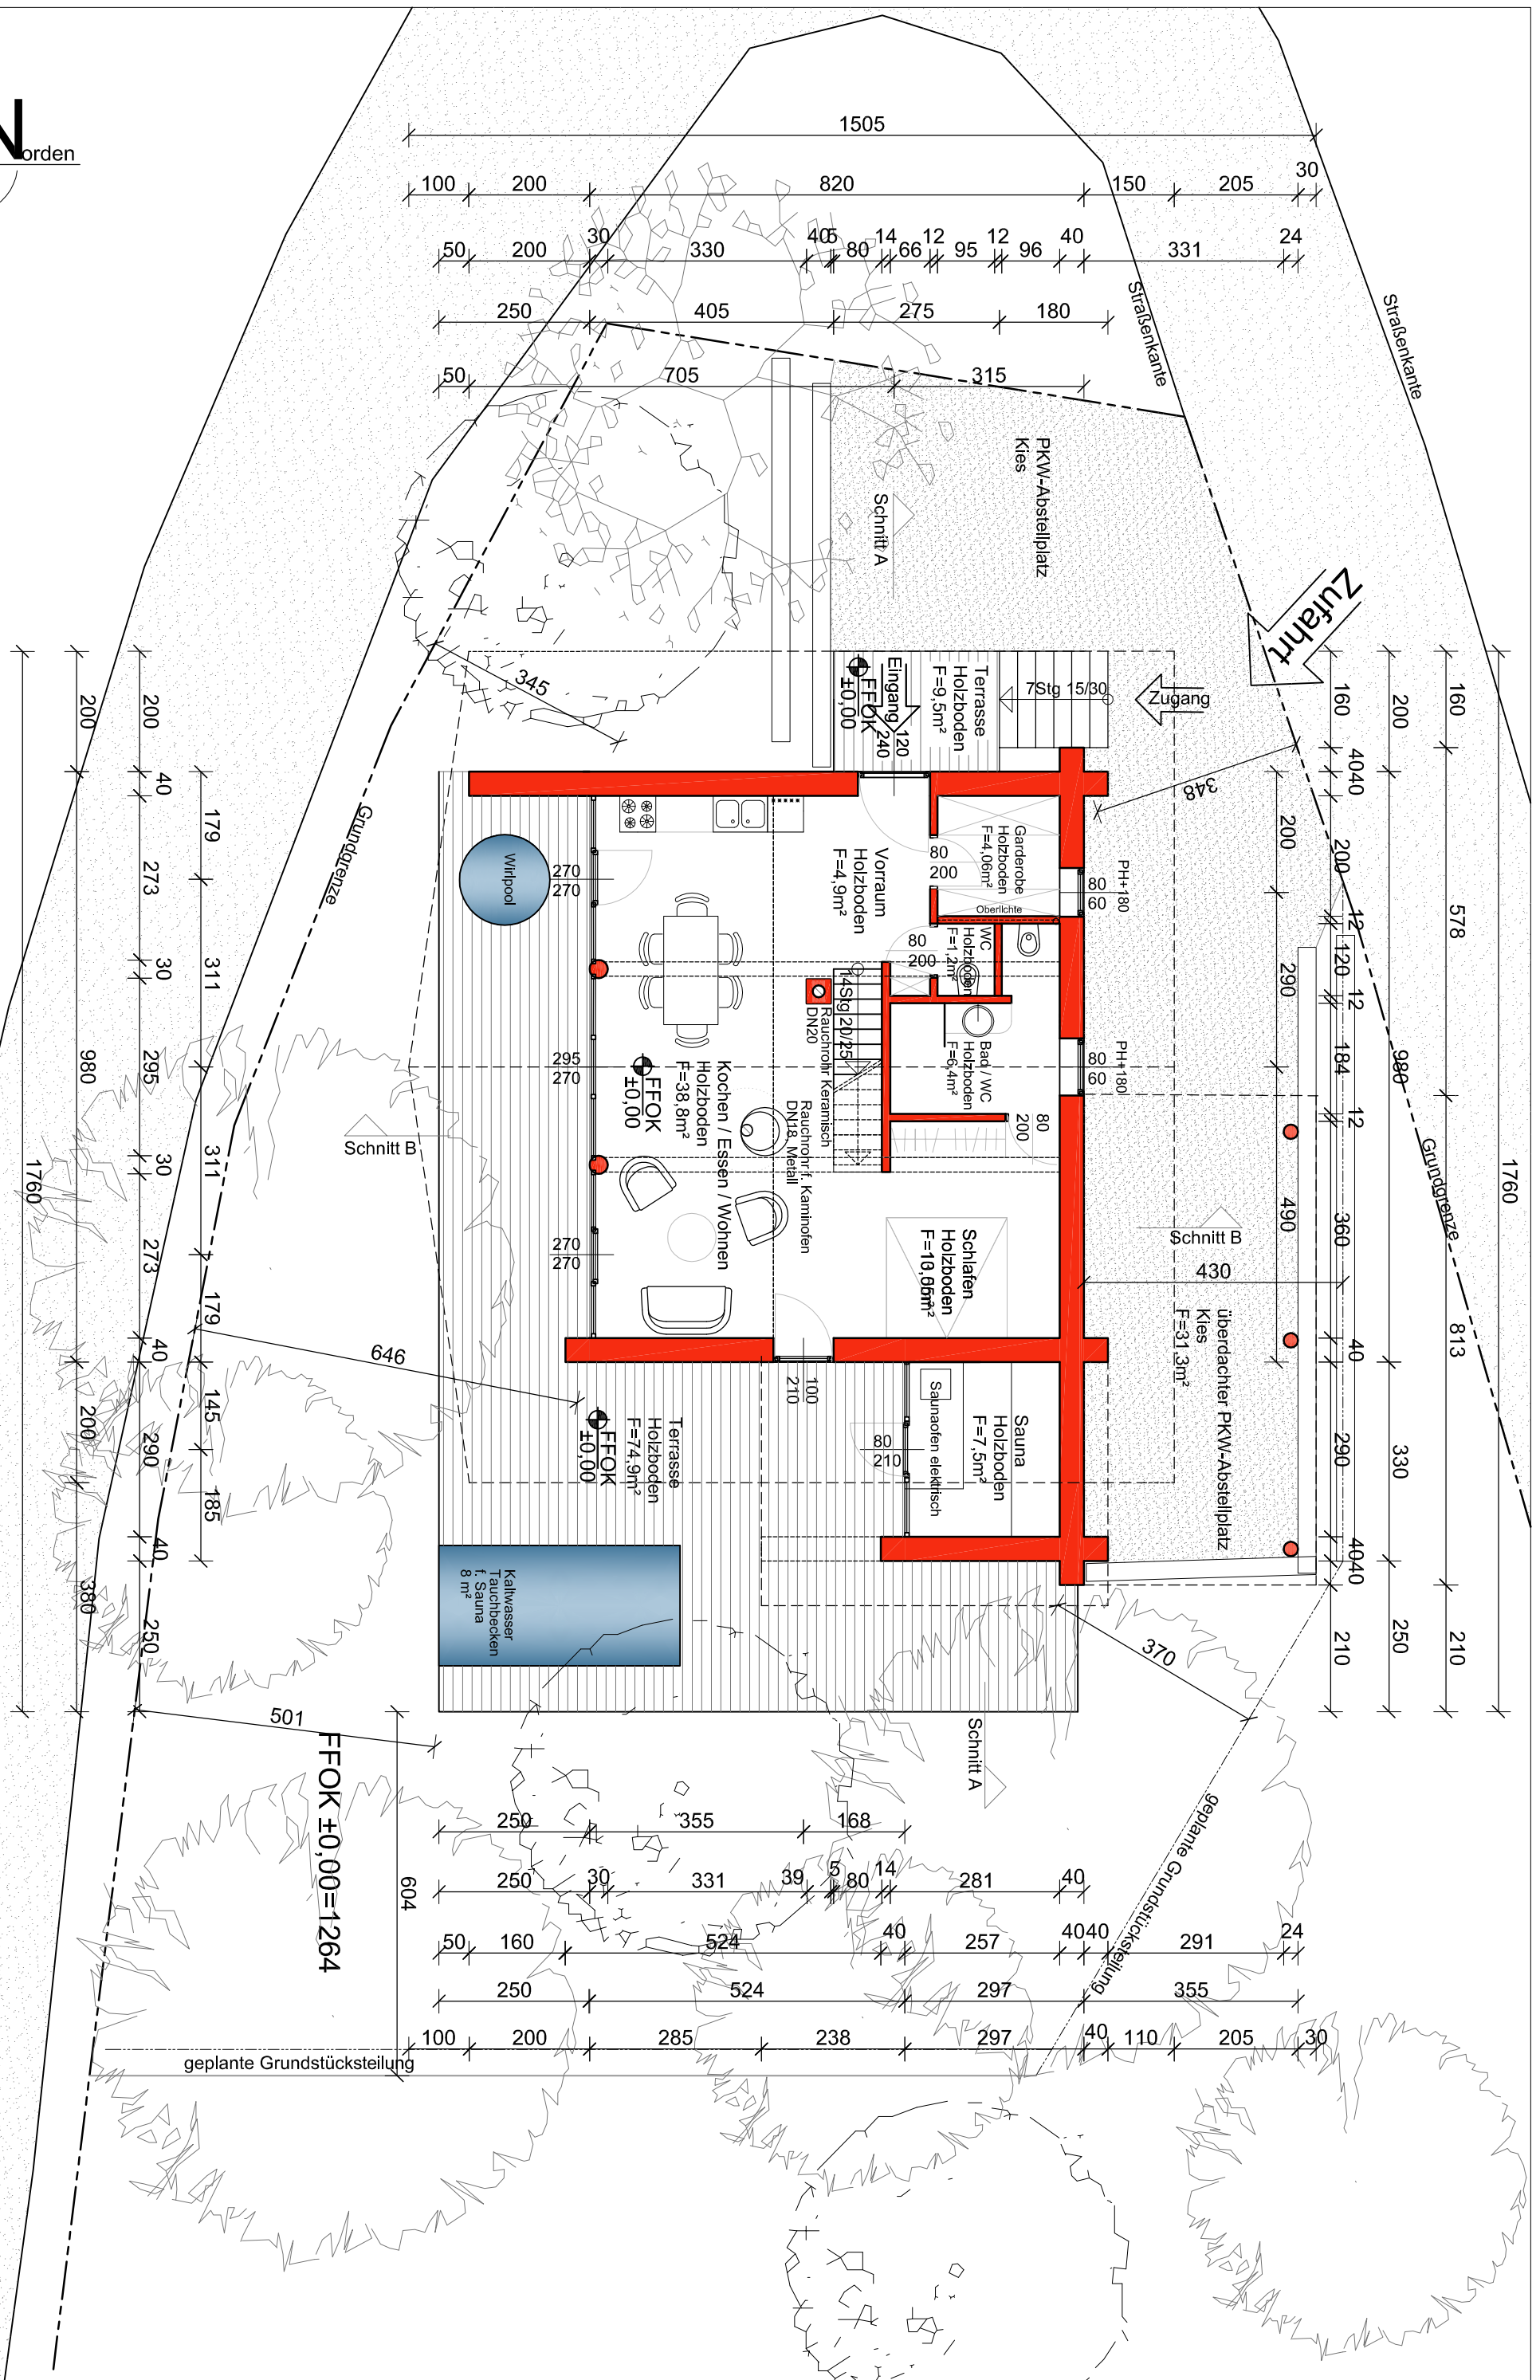 Norden
1505
100 200 820 150 205 30
50 200 30 330 40 5 80 14 66 12 95 12 96 40 331 24
250 405 275 180
50 705 315
Straßenkante
Straßenkante
PKW-Abstellplatz
Kies
Schnitt A
Zufahrt
Zugang
7Stg 15/30
Terrasse
Holzboden
F=9,5m²
Eingang
FFOK
±0,00
120
240
345
348
Grundgrenze
Garderobe
Holzboden
F=4,06m²
80
200
Oberlichte
PH+180
80
60
Vorraum
Holzboden
F=4,9m²
WC
Holzboden
F=1,2m²
80
200
Wirlpool
270
270
14Stg 20/25
Rauchrohr Keramisch
DN20
Bad / WC
Holzboden
F=6,4m²
PH+180
80
60
80
200
295
270
FFOK
±0,00
Kochen / Essen / Wohnen
Holzboden
F=38,8m²
Rauchrohr f. Kaminofen
DN18, Metall
Schnitt B
Schnitt B
Grundgrenze
270
270
Schlafen
Holzboden
430
überdachter PKW-Abstellplatz
Kies
F=31,3m²
646
100
210
Sauna
Holzboden
F=7,5m²
Saunaofen elektrisch
80
210
Terrasse
Holzboden
F=74,9m²
FFOK
±0,00
Kaltwasser
Tauchbecken
f. Sauna
8 m²
370
501
604
FFOK ±0,00=1264
Schnitt A
geplante Grundstücksteilung
1760
200 980 200 380
200 40 273 30 295 30 273 40 290 40 250
179 311 311 179 145 185
200 290 490
160 40 40 200 12 120 12 184 12 360 40 290 40 40 210
200 980 330 250
160 578 813 210
1760
250 355 168
250 30 331 39 5 80 14 281 40
50 160 524 40 257 40 40 291 24
250 524 297 355
100 200 285 238 297 40 110 205 30
geplante Grundstücksteilung